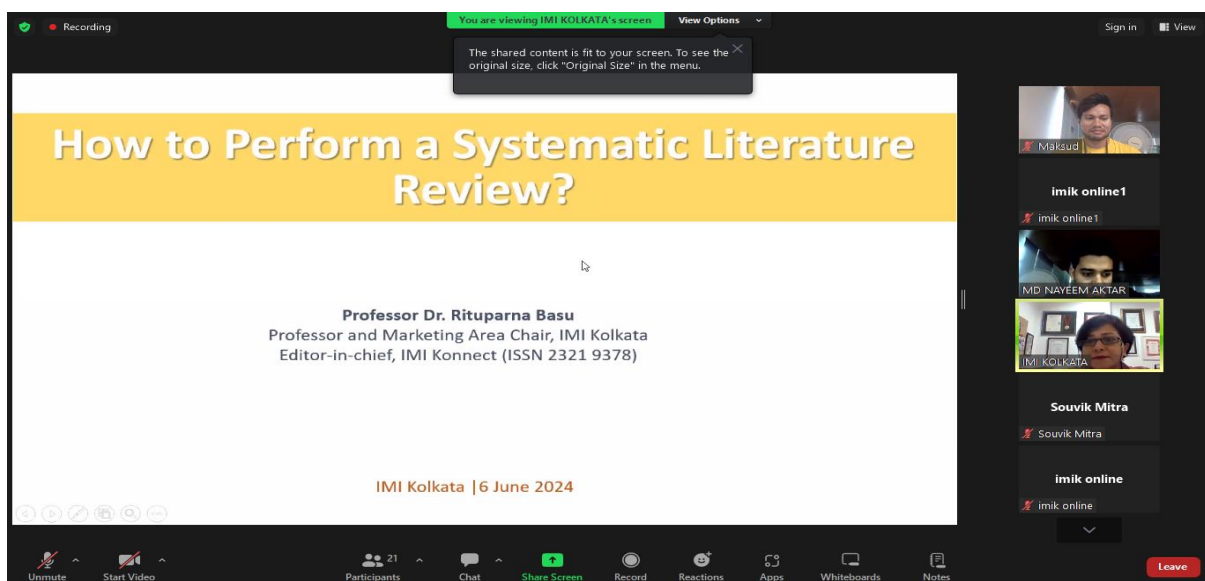 Recording
You are viewing IMI KOLKATA's screen
View Options
Sign in
View
The shared content is fit to your screen. To see the
original size, click "Original Size" in the menu.
How to Perform a Systematic Literature
Review?
Professor Dr. Rituparna Basu
Professor and Marketing Area Chair, IMI Kolkata
Editor-in-chief, IMI Konnect (ISSN 2321 9378)
IMI Kolkata |6 June 2024
Maksud
imik online1
imik online1
MD NAYEEM AKTAR
IMI KOLKATA
Souvik Mitra
Souvik Mitra
imik online
imik online
Unmute
Start Video
21
Participants
Chat
Share Screen
Record
Reactions
Apps
Whiteboards
Notes
Leave